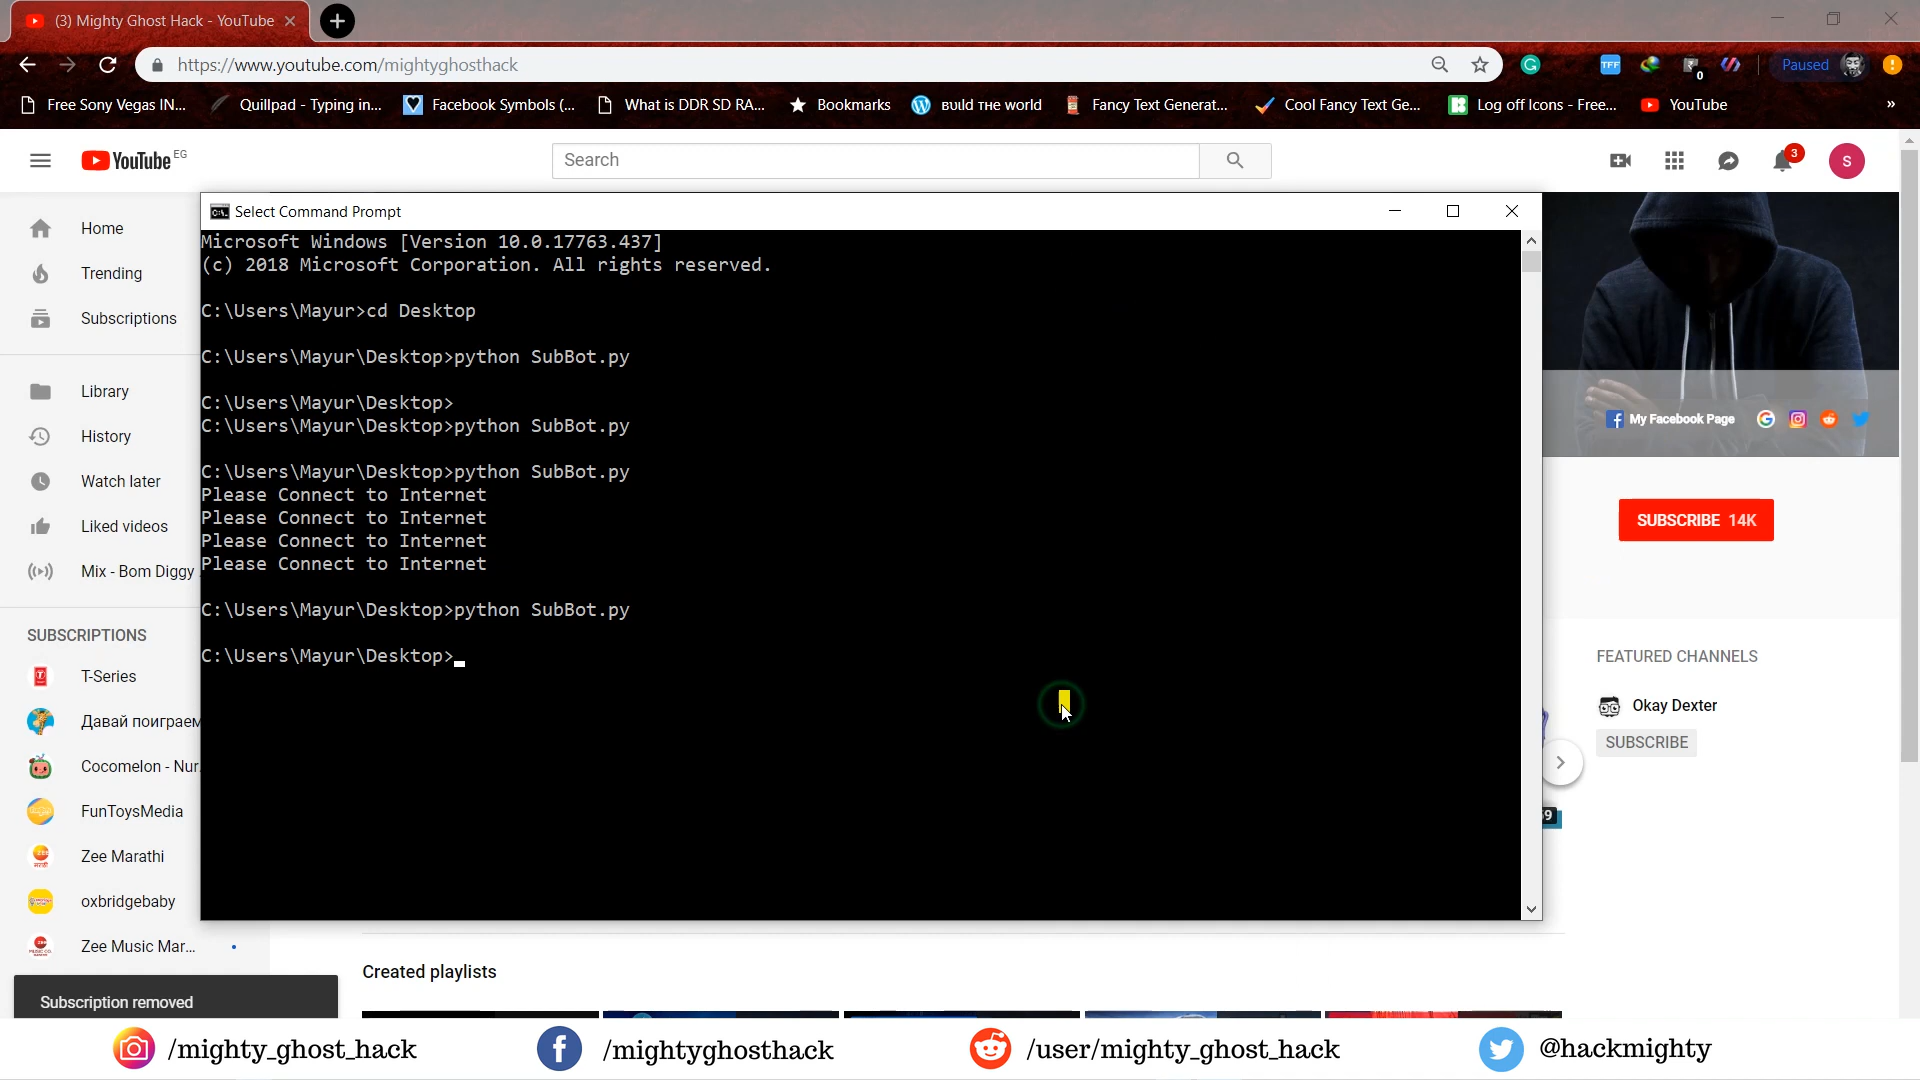 (3) Mighty Ghost Hack - YouTube
https://www.youtube.com/mightyghosthack
TFF
0
Paused
Free Sony Vegas IN...
Quillpad - Typing in...
Facebook Symbols (...
What is DDR SD RA...
Bookmarks
ʙuild тнe world
Fancy Text Generat...
Cool Fancy Text Ge...
Log off Icons - Free...
YouTube
»
YouTube EG
Search
3
S
Home
Trending
Subscriptions
Library
History
Watch later
Liked videos
Mix - Bom Diggy
SUBSCRIPTIONS
T-Series
Давай поиграем
Cocomelon - Nur
FunToysMedia
Zee Marathi
oxbridgebaby
Zee Music Mar...
Subscription removed
Select Command Prompt
Microsoft Windows [Version 10.0.17763.437]
(c) 2018 Microsoft Corporation. All rights reserved.
C:\Users\Mayur>cd Desktop
C:\Users\Mayur\Desktop>python SubBot.py
C:\Users\Mayur\Desktop>
C:\Users\Mayur\Desktop>python SubBot.py
C:\Users\Mayur\Desktop>python SubBot.py
Please Connect to Internet
Please Connect to Internet
Please Connect to Internet
Please Connect to Internet
C:\Users\Mayur\Desktop>python SubBot.py
C:\Users\Mayur\Desktop>
My Facebook Page
SUBSCRIBE 14K
FEATURED CHANNELS
Okay Dexter
SUBSCRIBE
Created playlists
/mighty_ghost_hack
/mightyghosthack
/user/mighty_ghost_hack
@hackmighty